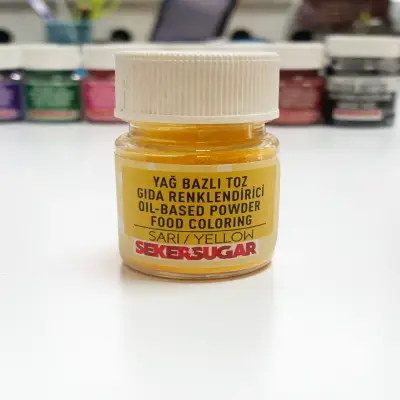 YAĞ BAZLI TOZ
GIDA RENKLENDİRİCİ
OIL-BASED POWDER
FOOD COLORING
SARI / YELLOW
SEKERSUGAR